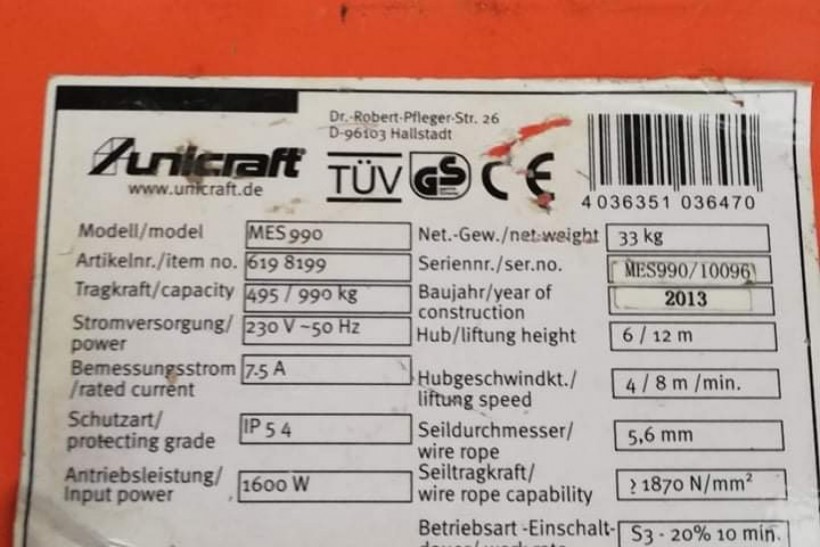 Dr.-Robert-Pfleger-Str. 26
D-96103 Hallstadt
unicraft®
www.unicraft.de
TÜV GS CE
4 036351 036470
Modell/model MES 990
Artikelnr./item no. 619 8199
Tragkraft/capacity 495 / 990 kg
Stromversorgung/
power
230 V ~50 Hz
Bemessungsstrom
/rated current
7.5 A
Schutzart/
protecting grade
IP 5 4
Antriebsleistung/
Input power
1600 W
Net.-Gew./net weight 33 kg
Seriennr./ser.no. MES990/10096
Baujahr/year of
construction
2013
Hub/liftung height 6 / 12 m
Hubgeschwindkt./
liftung speed
4 / 8 m /min.
Seildurchmesser/
wire rope
5,6 mm
Seiltragkraft/
wire rope capability
≥ 1870 N/mm²
Betriebsart -Einschalt-
S3 - 20% 10 min.